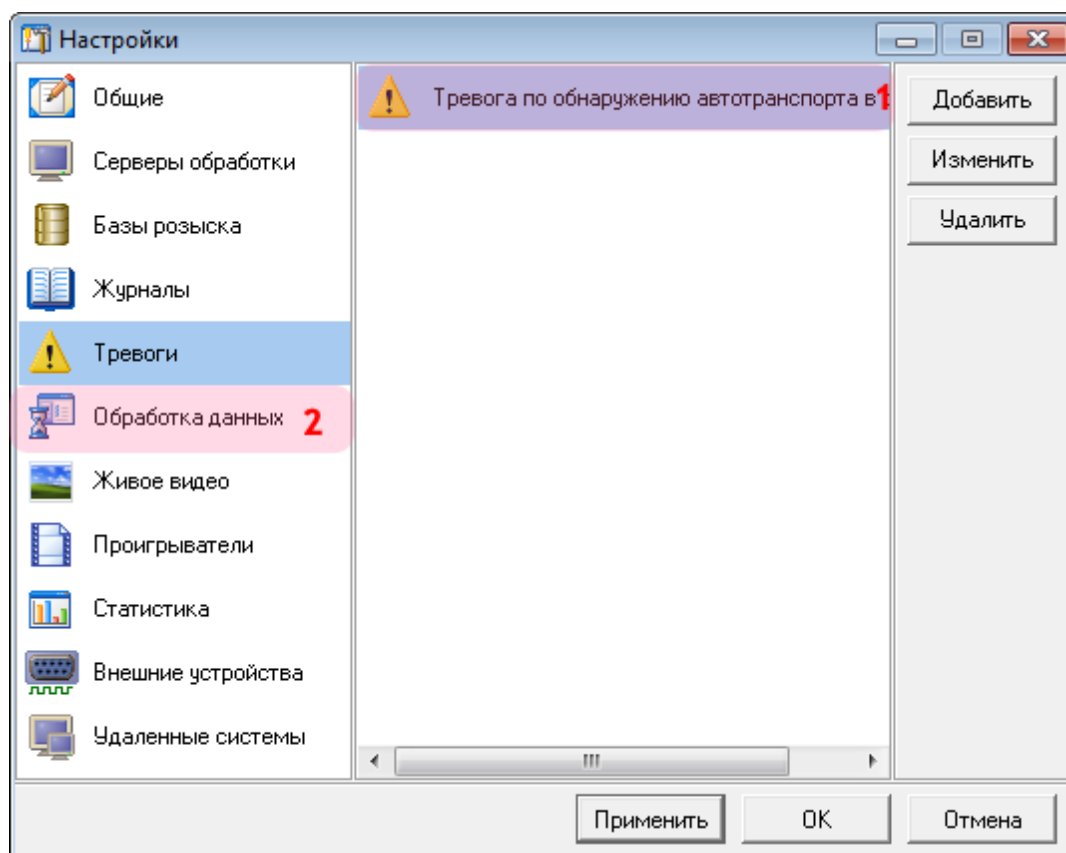 Настройки
Общие
Серверы обработки
Базы розыска
Журналы
Тревоги
Обработка данных 2
Живое видео
Проигрыватели
Статистика
Внешние устройства
Удаленные системы
Тревога по обнаружению автотранспорта в 1
Добавить
Изменить
Удалить
Применить
OK
Отмена